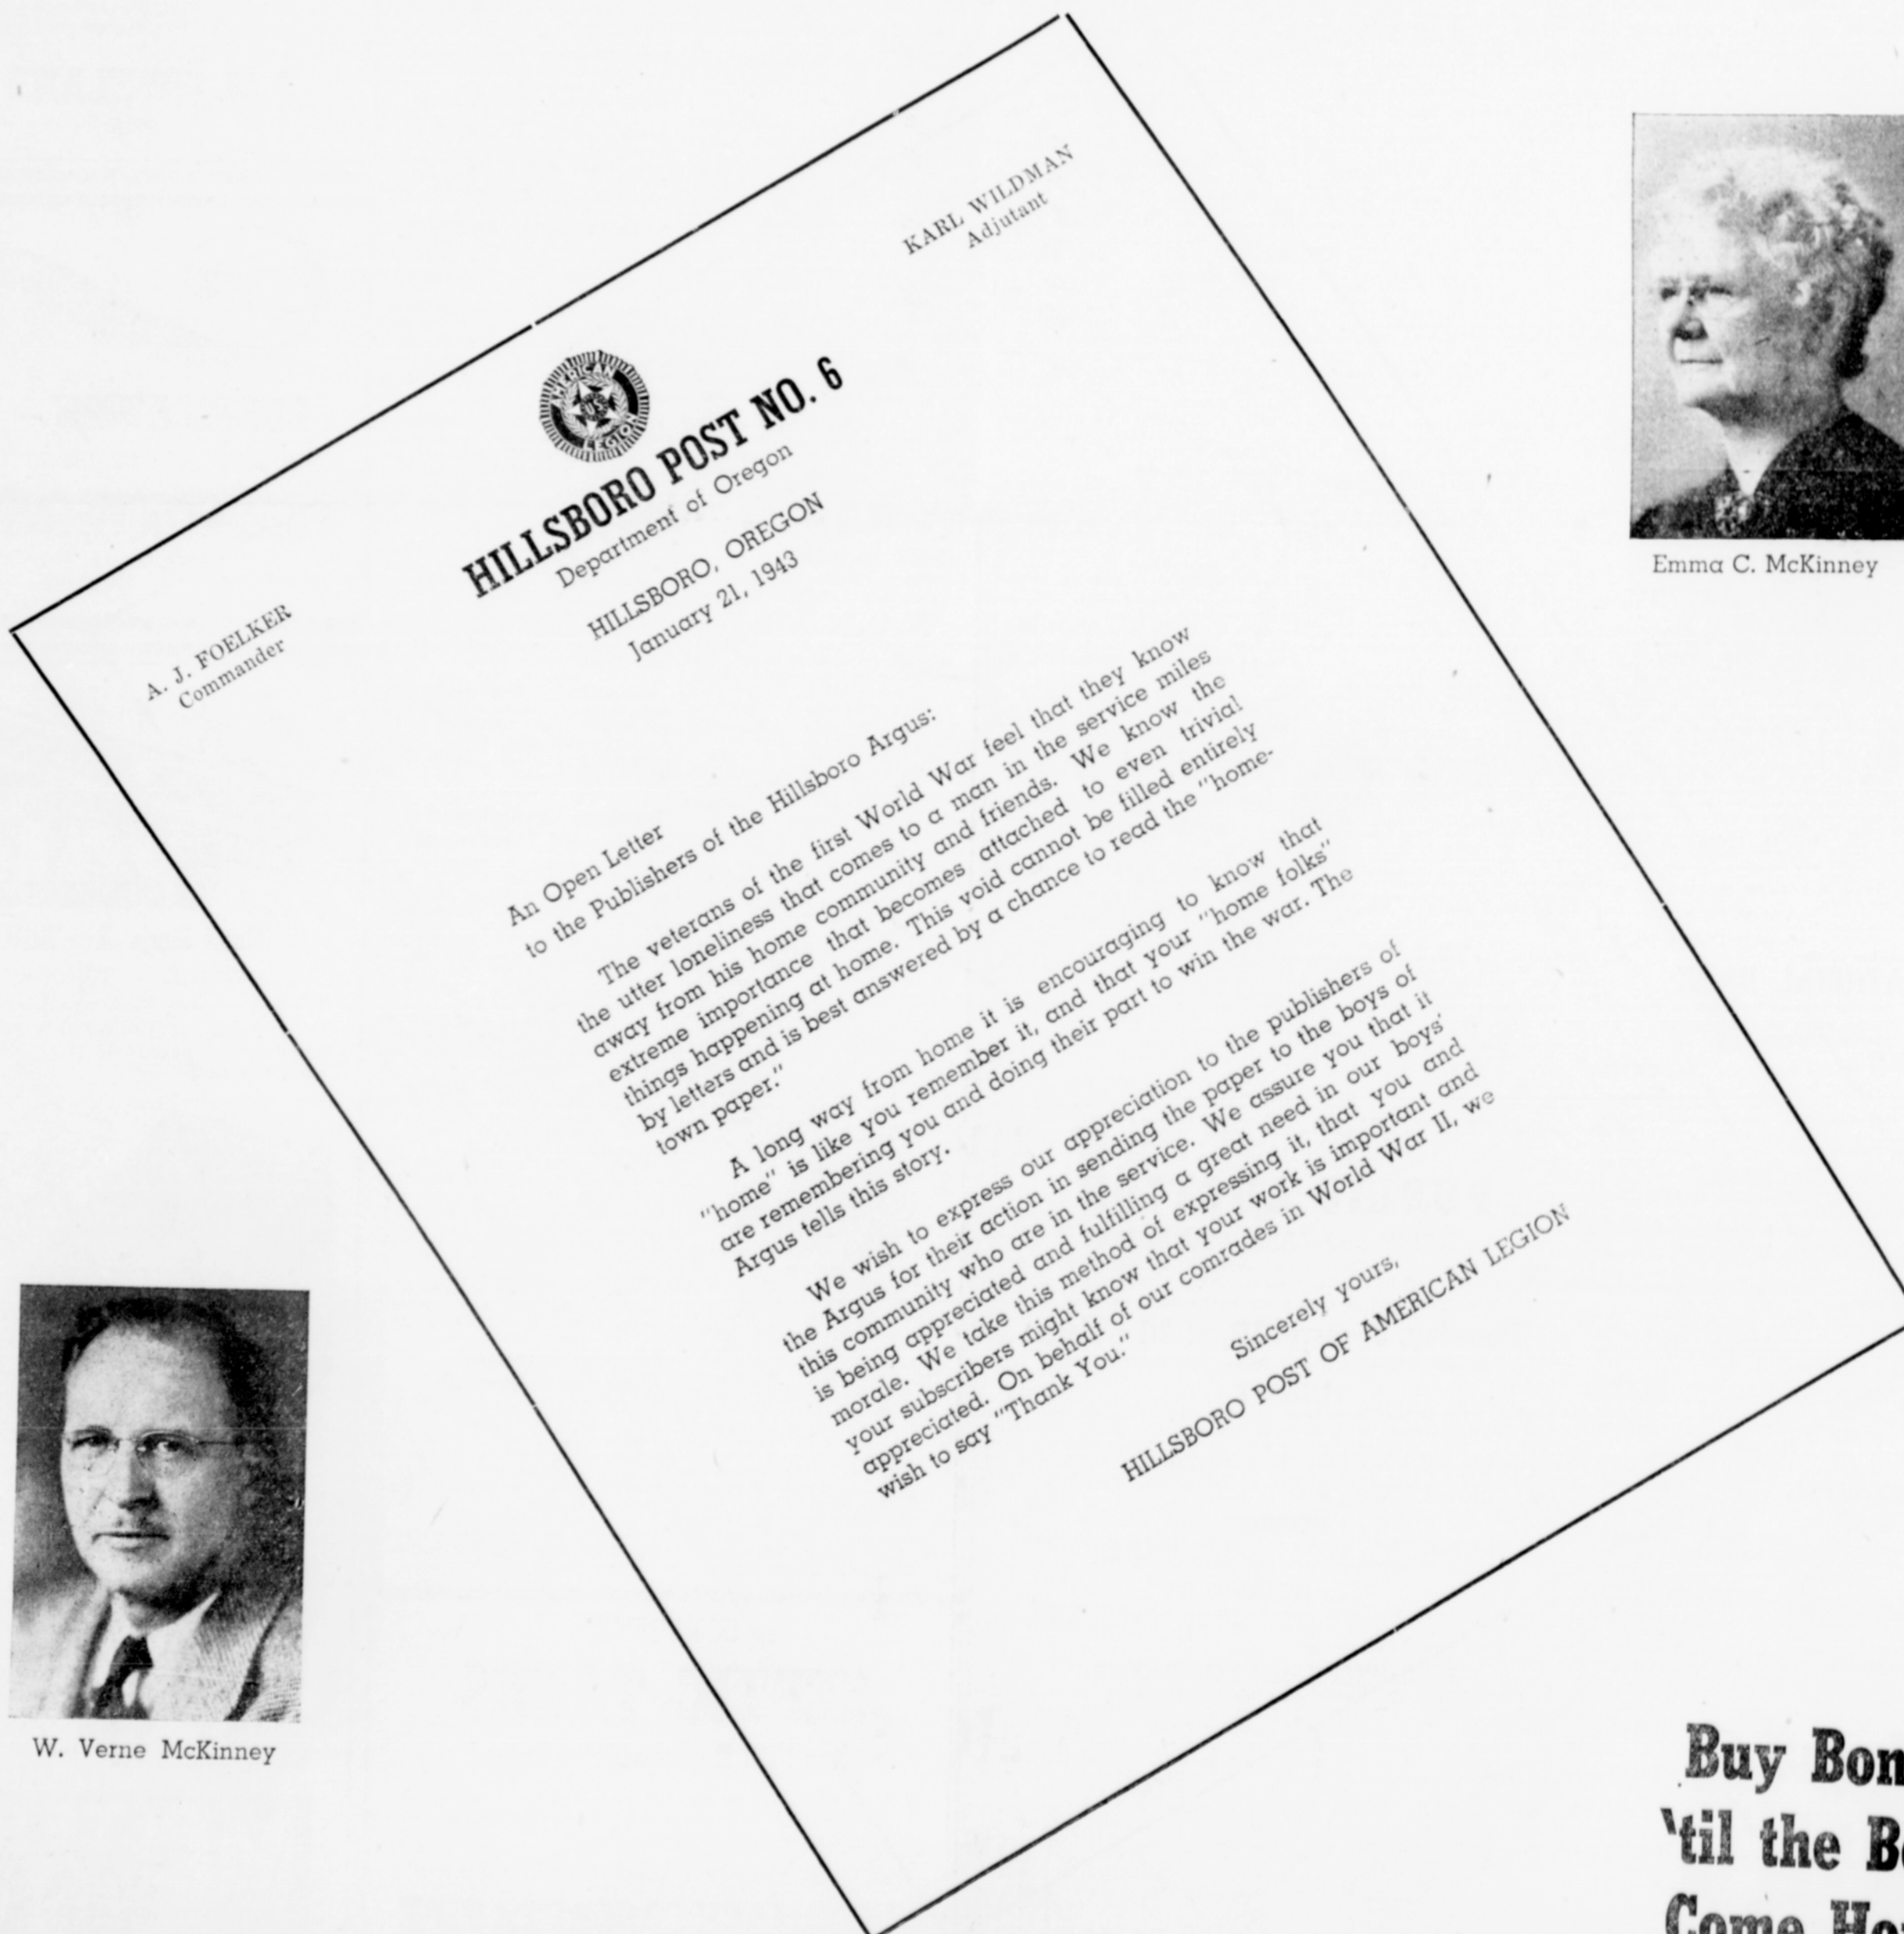 KARL WILDMAN
Adjutant
AMERICAN
U.S.
LEGION
HILLSBORO POST NO. 6
Department of Oregon
HILLSBORO, OREGON
January 21, 1943
A. J. FOELKER
Commander
An Open Letter
to the Publishers of the Hillsboro Argus:
The veterans of the first World War feel that they know
the utter loneliness that comes to a man in the service miles
away from his home community and friends. We know the
extreme importance that becomes attached to even trivial
things happening at home. This void cannot be filled entirely
by letters and is best answered by a chance to read the "home-
town paper."
A long way from home it is encouraging to know that
"home" is like you remember it, and that your "home folks"
are remembering you and doing their part to win the war. The
Argus tells this story.
We wish to express our appreciation to the publishers of
the Argus for their action in sending the paper to the boys of
this community who are in the service. We assure you that it
is being appreciated and fulfilling a great need in our boys'
morale. We take this method of expressing it, that you and
your subscribers might know that your work is important and
appreciated. On behalf of our comrades in World War II, we
wish to say "Thank You."
Sincerely yours,
HILLSBORO POST OF AMERICAN LEGION
Emma C. McKinney
W. Verne McKinney
Buy Bon
'til the B
Come Ho